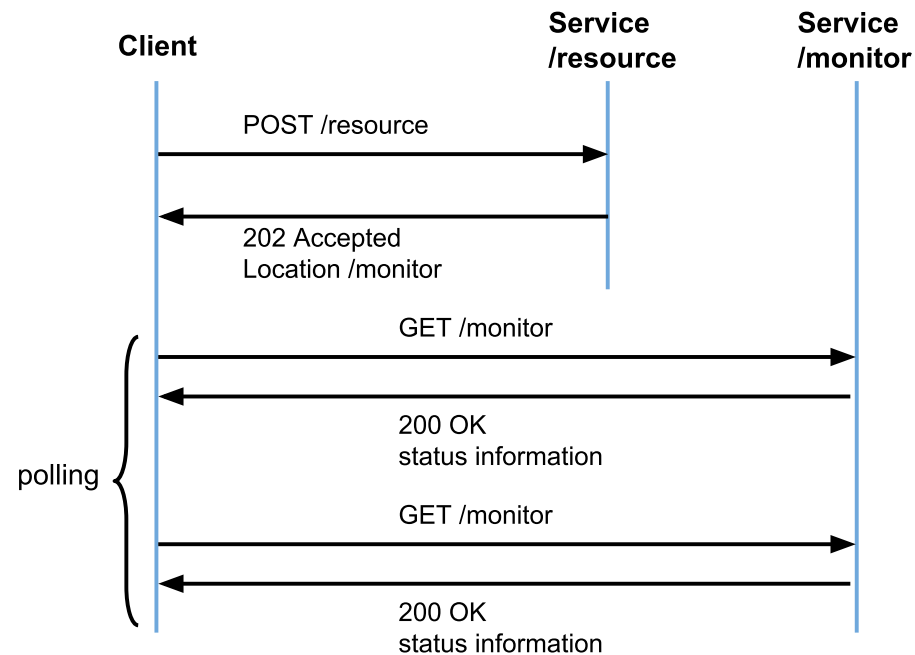 Client
Service
/resource
Service
/monitor
POST /resource
202 Accepted
Location /monitor
GET /monitor
200 OK
status information
polling
GET /monitor
200 OK
status information